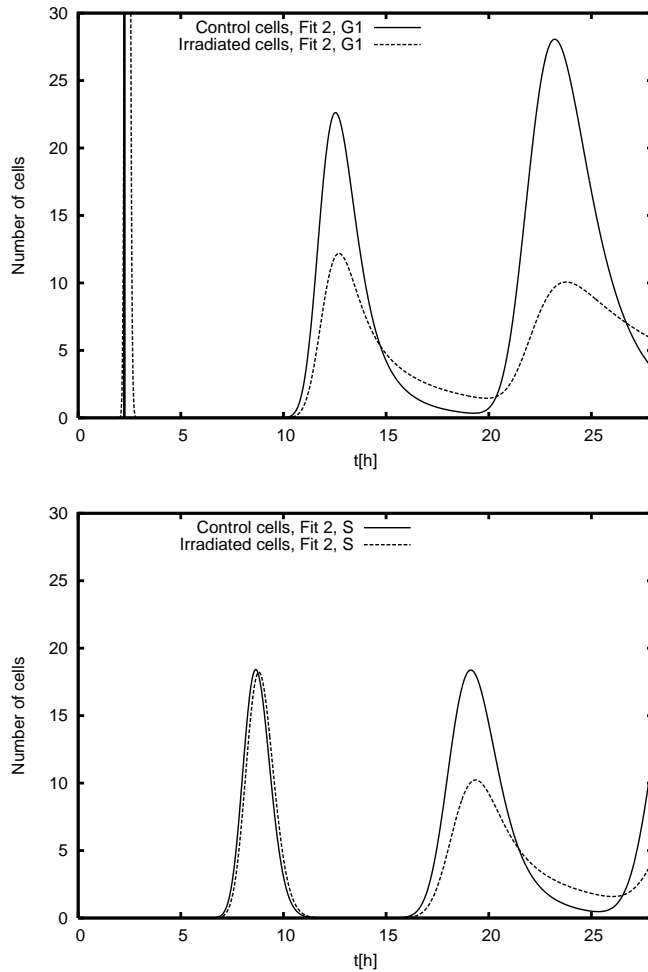 30
25
20
15
10
5
0
Number of cells
Control cells, Fit 2, G1
Irradiated cells, Fit 2, G1
0 5 10 15 20 25
t[h]
30
25
20
15
10
5
0
Number of cells
Control cells, Fit 2, S
Irradiated cells, Fit 2, S
0 5 10 15 20 25
t[h]